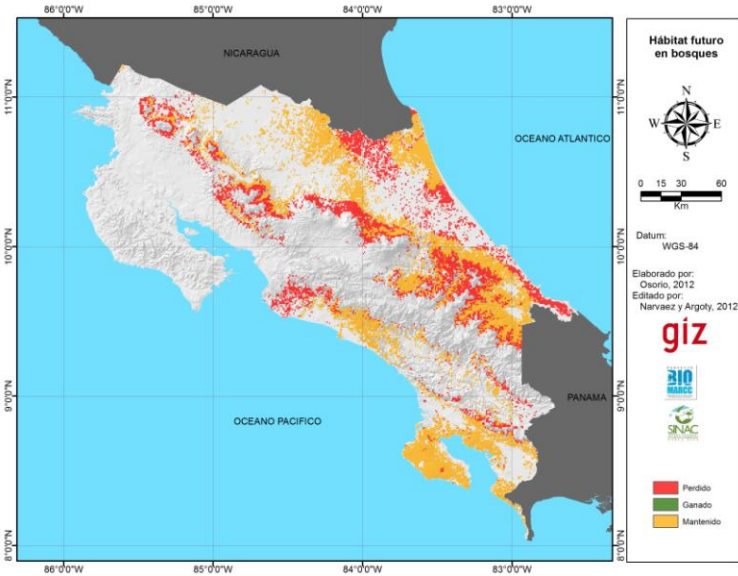 86°0'0"W
85°0'0"W
84°0'0"W
83°0'0"W
NICARAGUA
OCEANO ATLANTICO
OCEANO PACIFICO
PANAMA
11°0'0"N
10°0'0"N
9°0'0"N
8°0'0"N
11°0'0"N
10°0'0"N
9°0'0"N
8°0'0"N
86°0'0"W
85°0'0"W
84°0'0"W
83°0'0"W
Hábitat futuro
en bosques
N
W E
S
0 15 30 60
Km
Datum:
WGS-84
Elaborado por:
Osorio, 2012
Editado por:
Narvaez y Argoty, 2012
giz
BIO
MARCC
SINAC
Perdido
Ganado
Mantenido